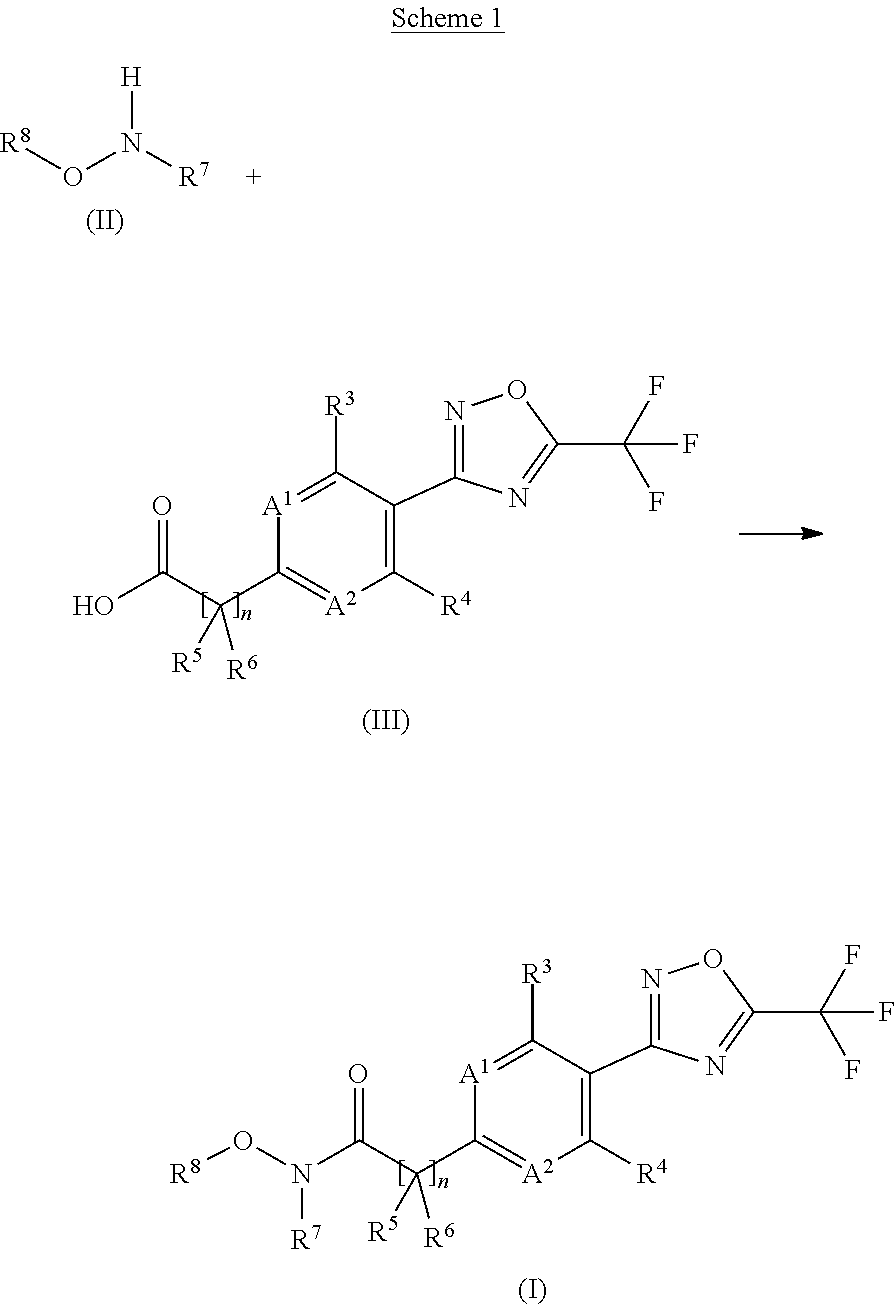 Scheme 1
H
R8 N
O R7 +
(II)
R3 N O F
F
A1 N F
O
HO [ ]n A2 R4
R5 R6
(III)
R3 N O F
F
A1 N F
O
R8 O N [ ]n A2 R4
R7 R5 R6
(I)